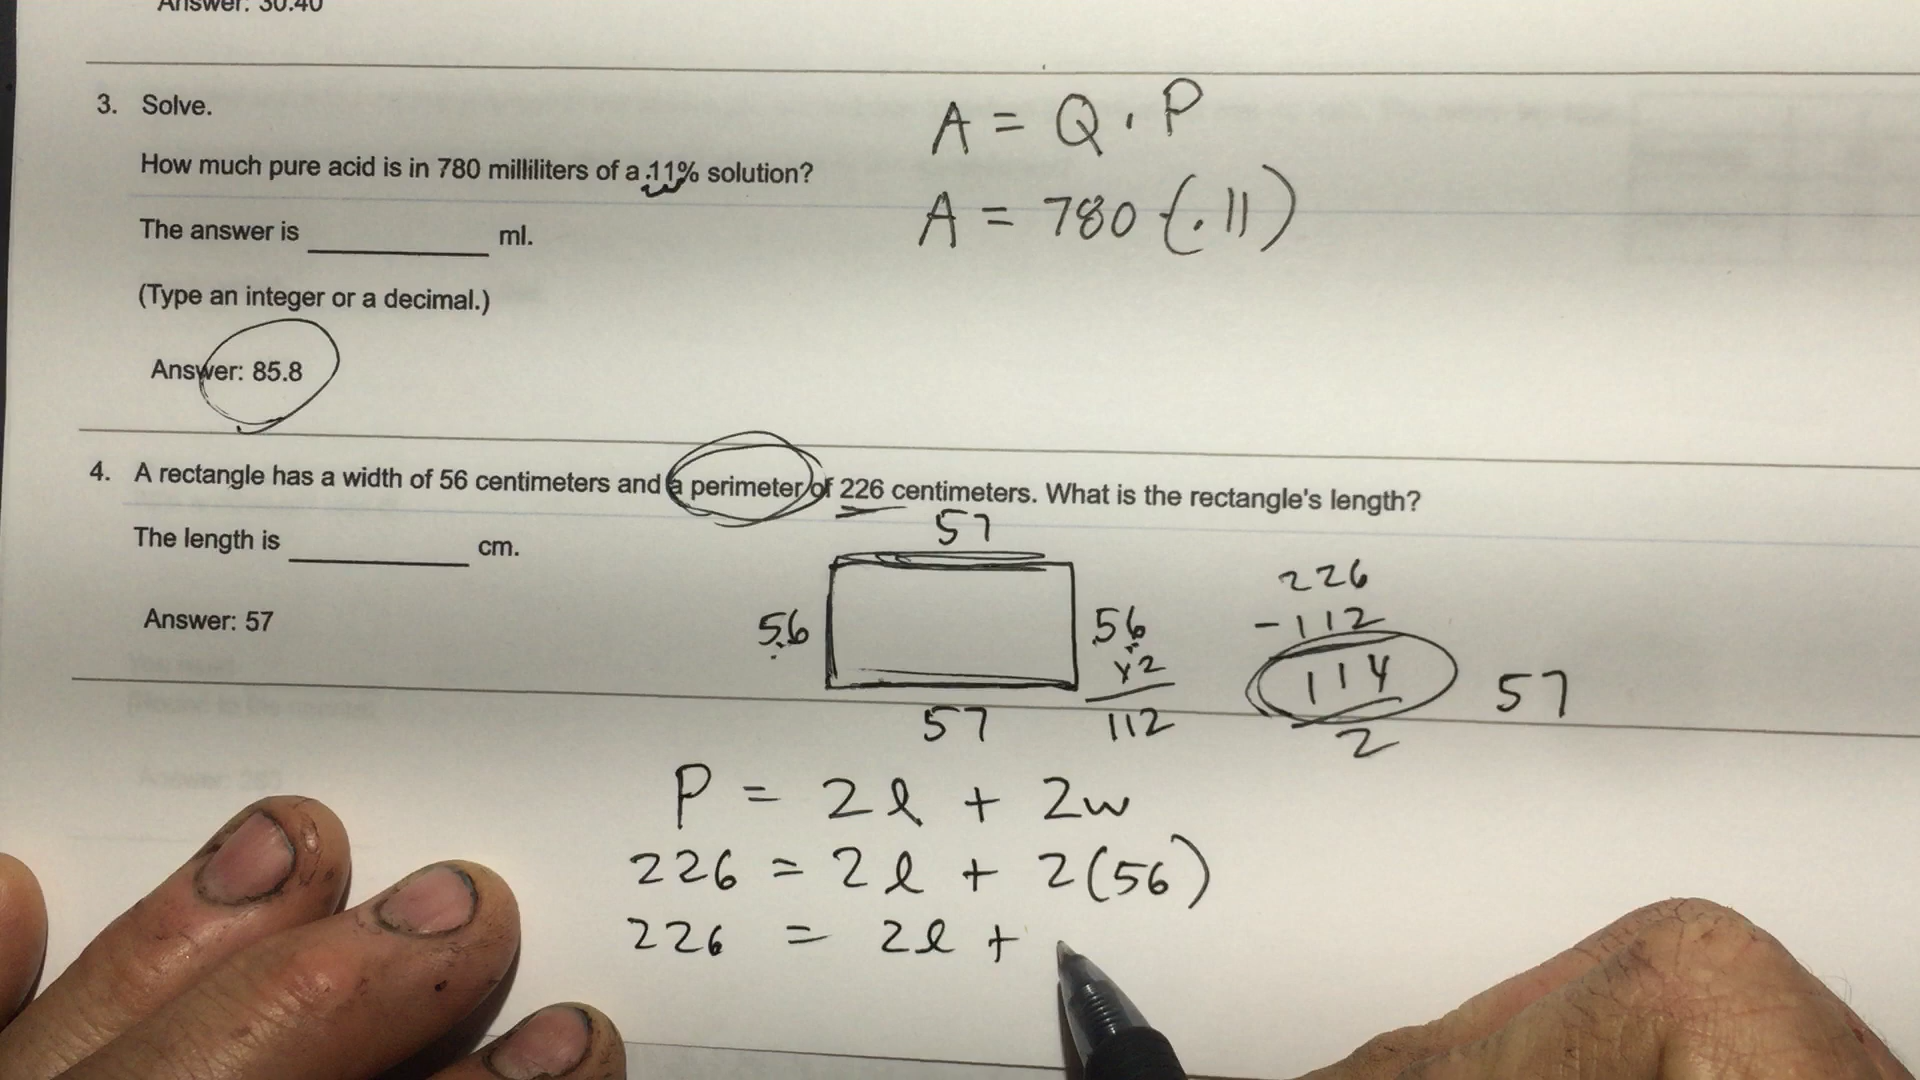 Answer: 30.40
3. Solve.
How much pure acid is in 780 milliliters of a .11% solution?
The answer is ____________ ml.
(Type an integer or a decimal.)
Answer: 85.8
A = Q · P
A = 780 (.11)
4. A rectangle has a width of 56 centimeters and a perimeter of 226 centimeters. What is the rectangle's length?
The length is ____________ cm.
Answer: 57
57
56
56
x2
112
57
226
-112
114
2
57
P = 2l + 2w
226 = 2l + 2(56)
226 = 2l +